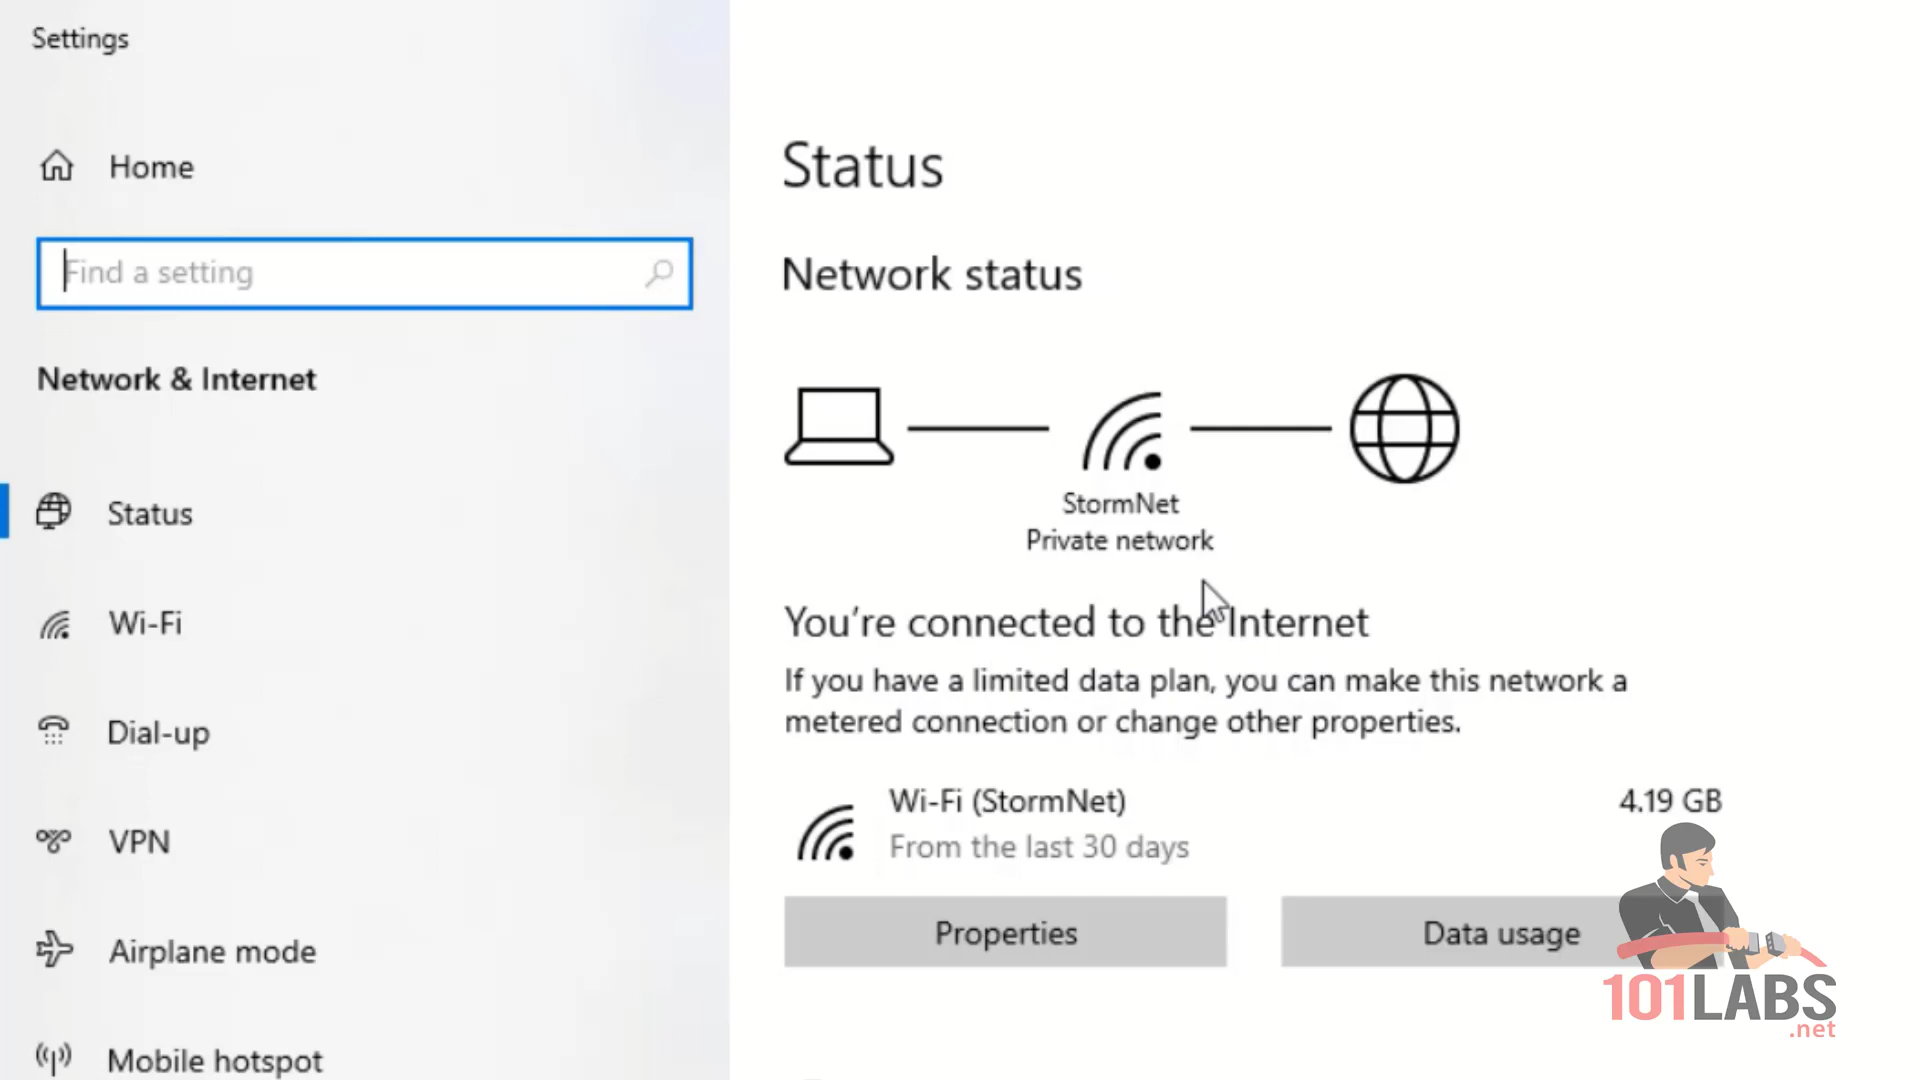 Settings
Home
Find a setting
Network & Internet
Status
Wi-Fi
Dial-up
VPN
Airplane mode
Mobile hotspot
Status
Network status
StormNet
Private network
You're connected to the Internet
If you have a limited data plan, you can make this network a
metered connection or change other properties.
Wi-Fi (StormNet)
4.19 GB
From the last 30 days
Properties
Data usage
101LABS
.net